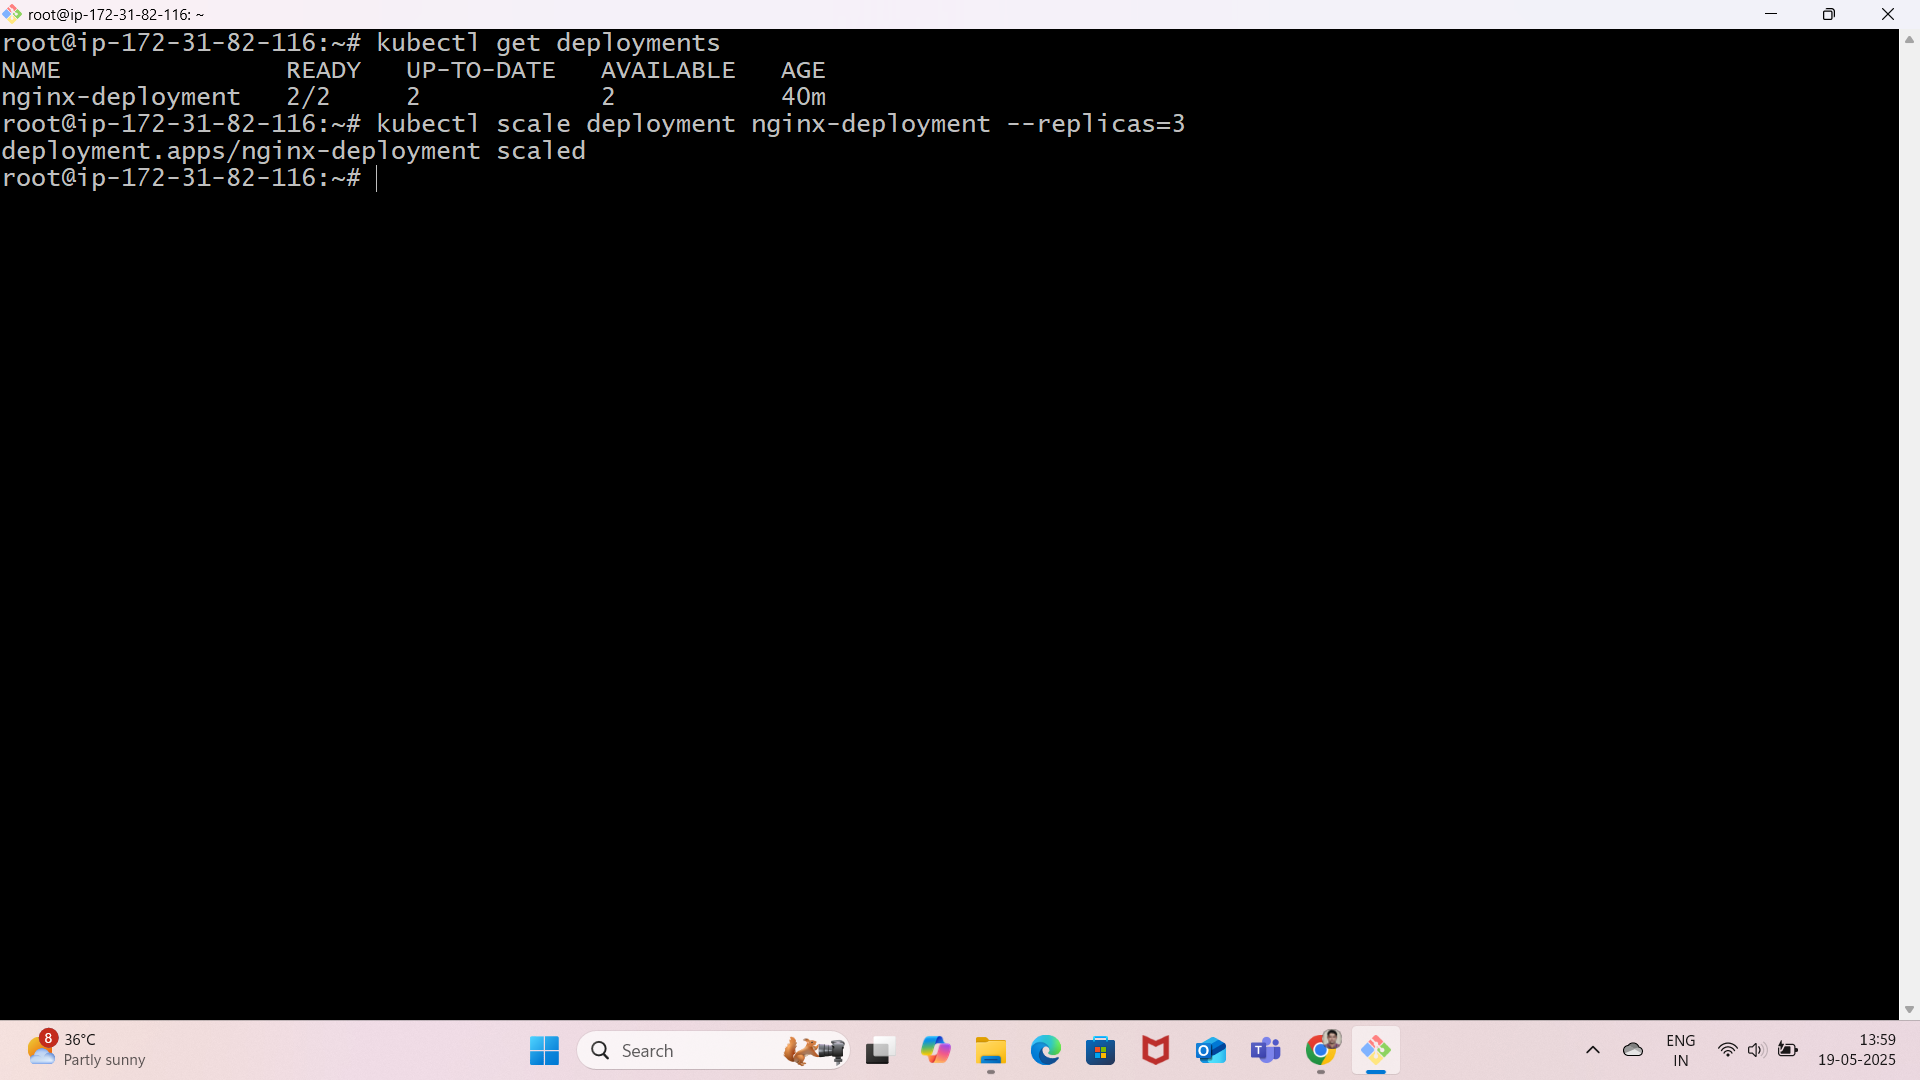 root@ip-172-31-82-116: ~
root@ip-172-31-82-116:~# kubectl get deployments
NAME               READY   UP-TO-DATE   AVAILABLE   AGE
nginx-deployment   2/2     2            2           40m
root@ip-172-31-82-116:~# kubectl scale deployment nginx-deployment --replicas=3
deployment.apps/nginx-deployment scaled
root@ip-172-31-82-116:~#
8
36°C
Partly sunny
Search
ENG
IN
13:59
19-05-2025